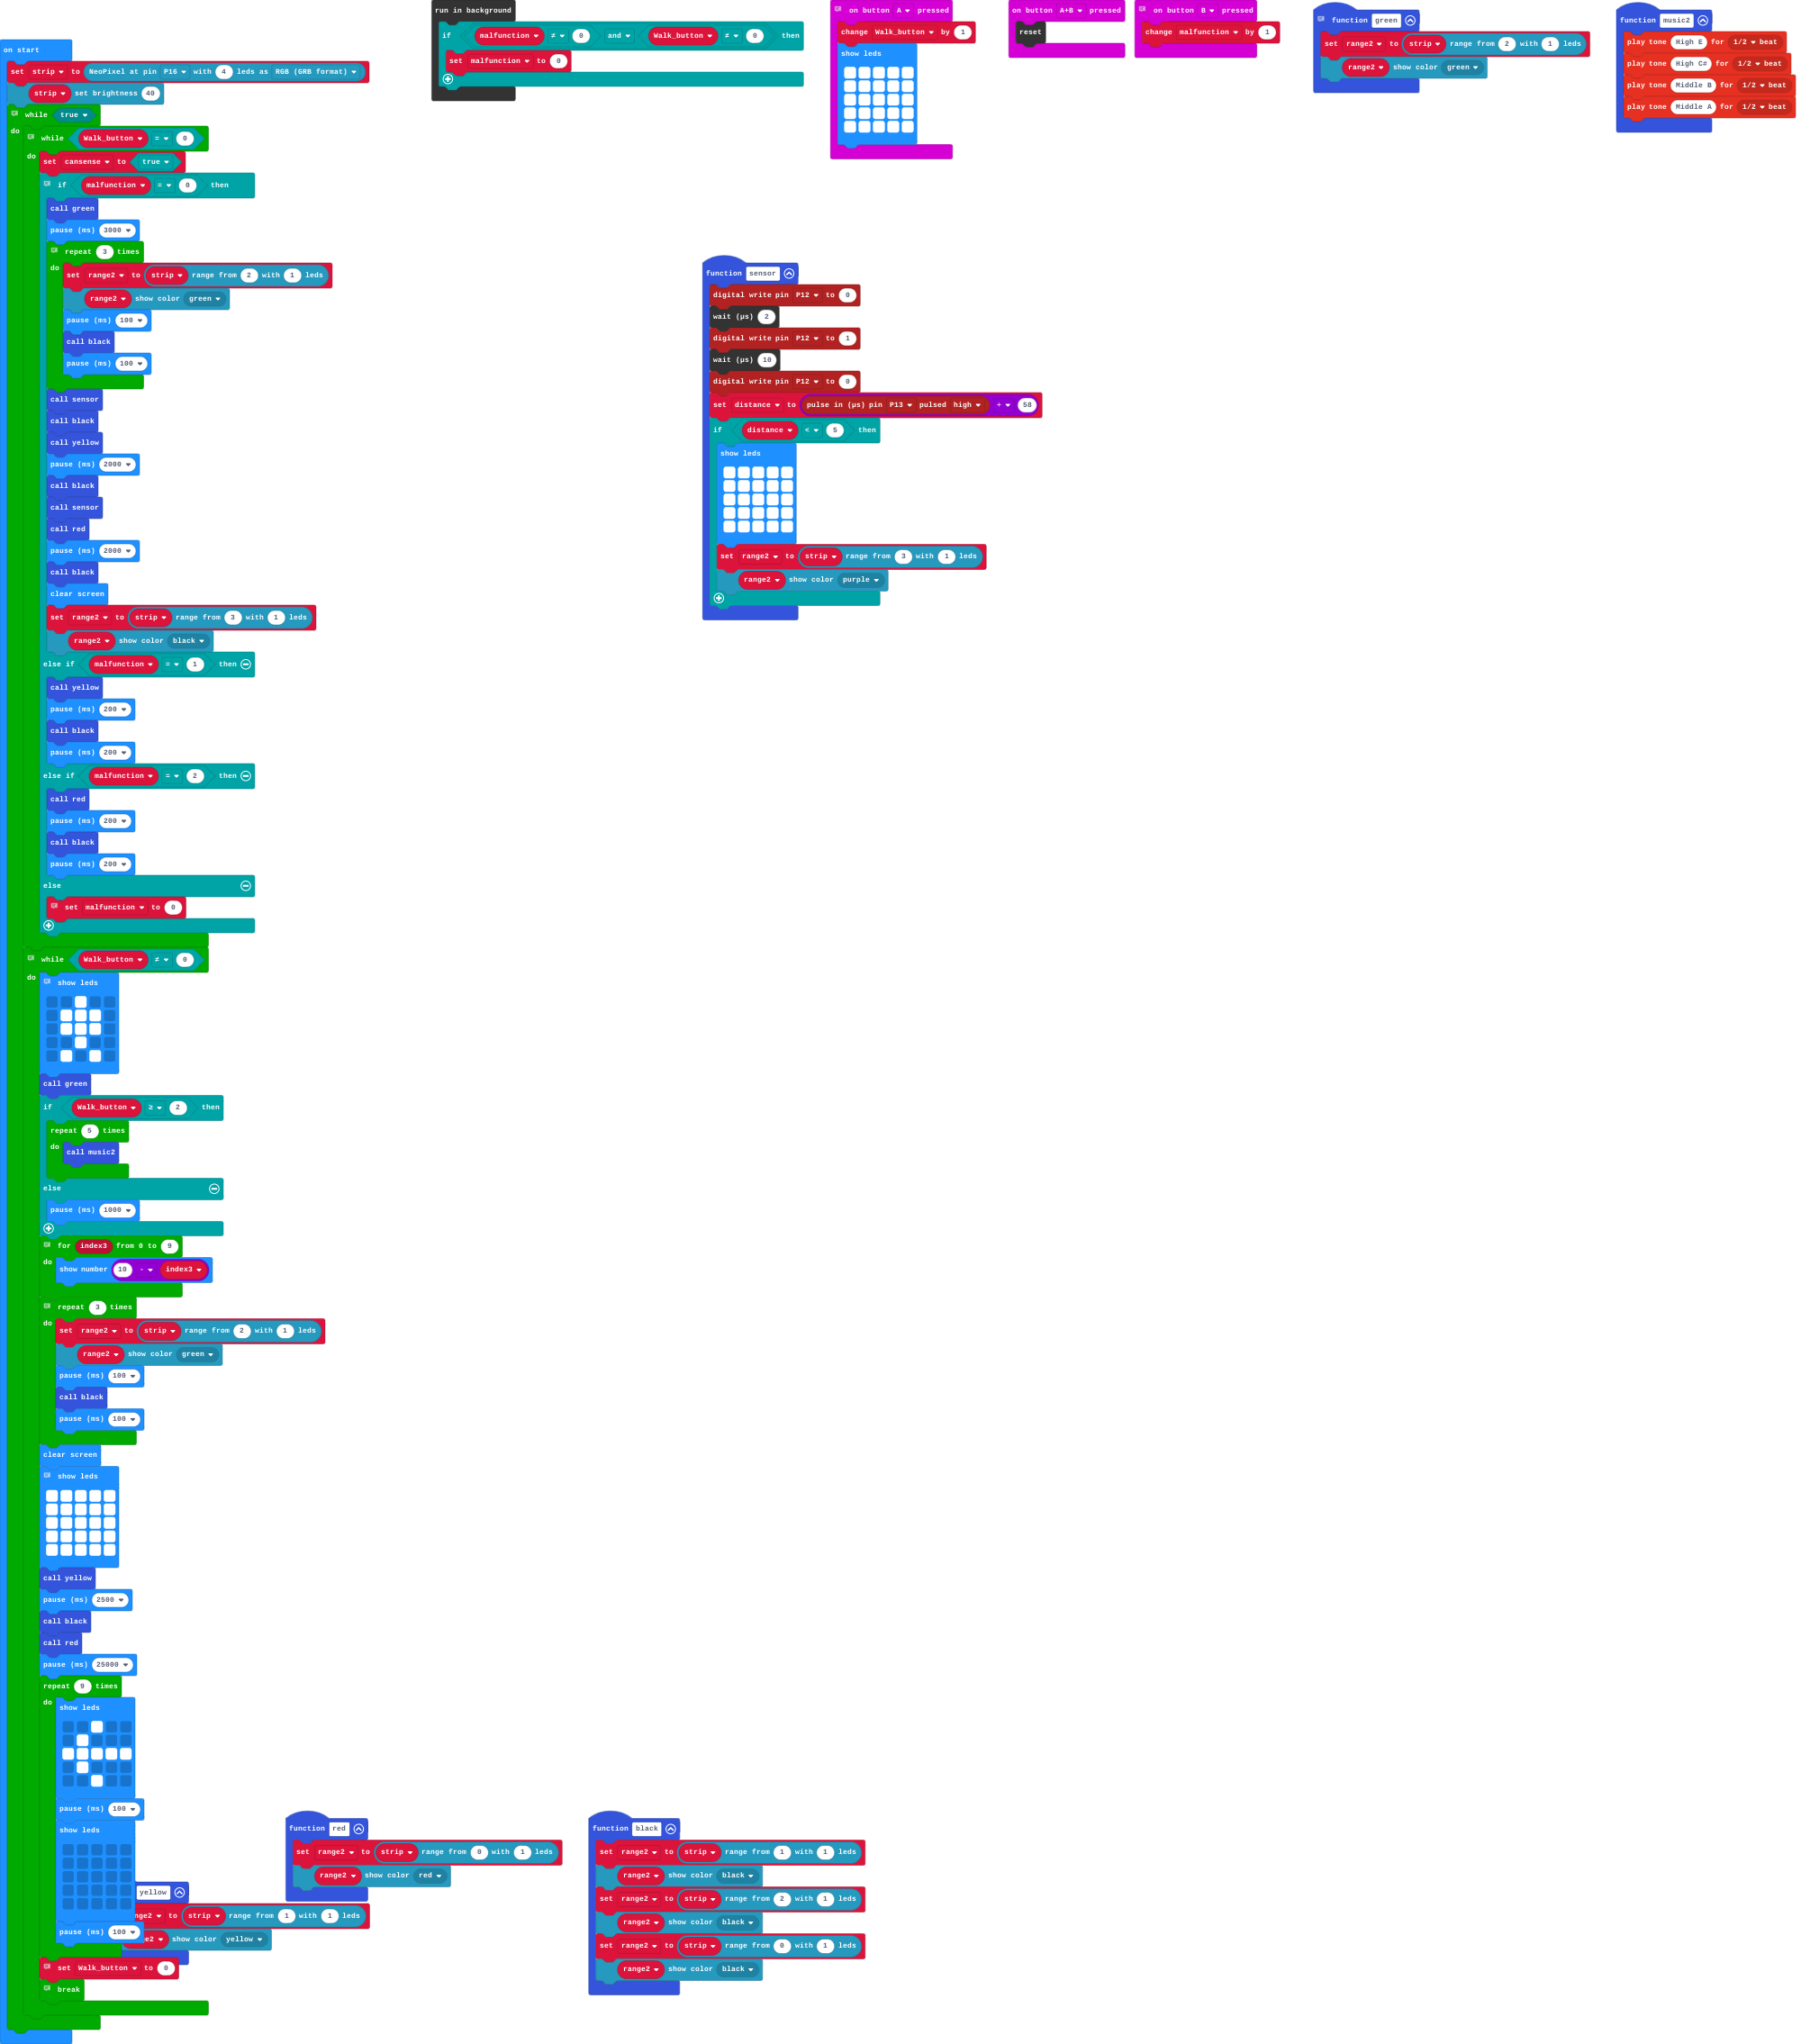 on start
set strip to NeoPixel at pin P16 with 4 leds as RGB (GRB format)
strip set brightness 40
while true
do
while Walk_button = 0
do
set cansense to true
if malfunction = 0 then
call green
pause (ms) 3000
repeat 3 times
do
set range2 to strip range from 2 with 1 leds
range2 show color green
pause (ms) 100
call black
pause (ms) 100
call sensor
call black
call yellow
pause (ms) 2000
call black
call sensor
call red
pause (ms) 2000
call black
clear screen
set range2 to strip range from 3 with 1 leds
range2 show color black
else if malfunction = 1 then
call yellow
pause (ms) 200
call black
pause (ms) 200
else if malfunction = 2 then
call red
pause (ms) 200
call black
pause (ms) 200
else
set malfunction to 0
while Walk_button ≠ 0
do
show leds
call green
if Walk_button ≥ 2 then
repeat 5 times
do
call music2
else
pause (ms) 1000
for index3 from 0 to 9
do
show number 10 - index3
repeat 3 times
do
set range2 to strip range from 2 with 1 leds
range2 show color green
pause (ms) 100
call black
pause (ms) 100
clear screen
show leds
call yellow
pause (ms) 2500
call black
call red
pause (ms) 25000
repeat 9 times
do
show leds
pause (ms) 100
show leds
pause (ms) 100
set Walk_button to 0
break
run in background
if malfunction ≠ 0 and Walk_button ≠ 0 then
set malfunction to 0
on button A pressed
change Walk_button by 1
show leds
on button A+B pressed
reset
on button B pressed
change malfunction by 1
function green
set range2 to strip range from 2 with 1 leds
range2 show color green
function music2
play tone High E for 1/2 beat
play tone High C# for 1/2 beat
play tone Middle B for 1/2 beat
play tone Middle A for 1/2 beat
function sensor
digital write pin P12 to 0
wait (µs) 2
digital write pin P12 to 1
wait (µs) 10
digital write pin P12 to 0
set distance to pulse in (µs) pin P13 pulsed high ÷ 58
if distance < 5 then
show leds
set range2 to strip range from 3 with 1 leds
range2 show color purple
yellow
nge2 to strip range from 1 with 1 leds
e2 show color yellow
function red
set range2 to strip range from 0 with 1 leds
range2 show color red
function black
set range2 to strip range from 1 with 1 leds
range2 show color black
set range2 to strip range from 2 with 1 leds
range2 show color black
set range2 to strip range from 0 with 1 leds
range2 show color black